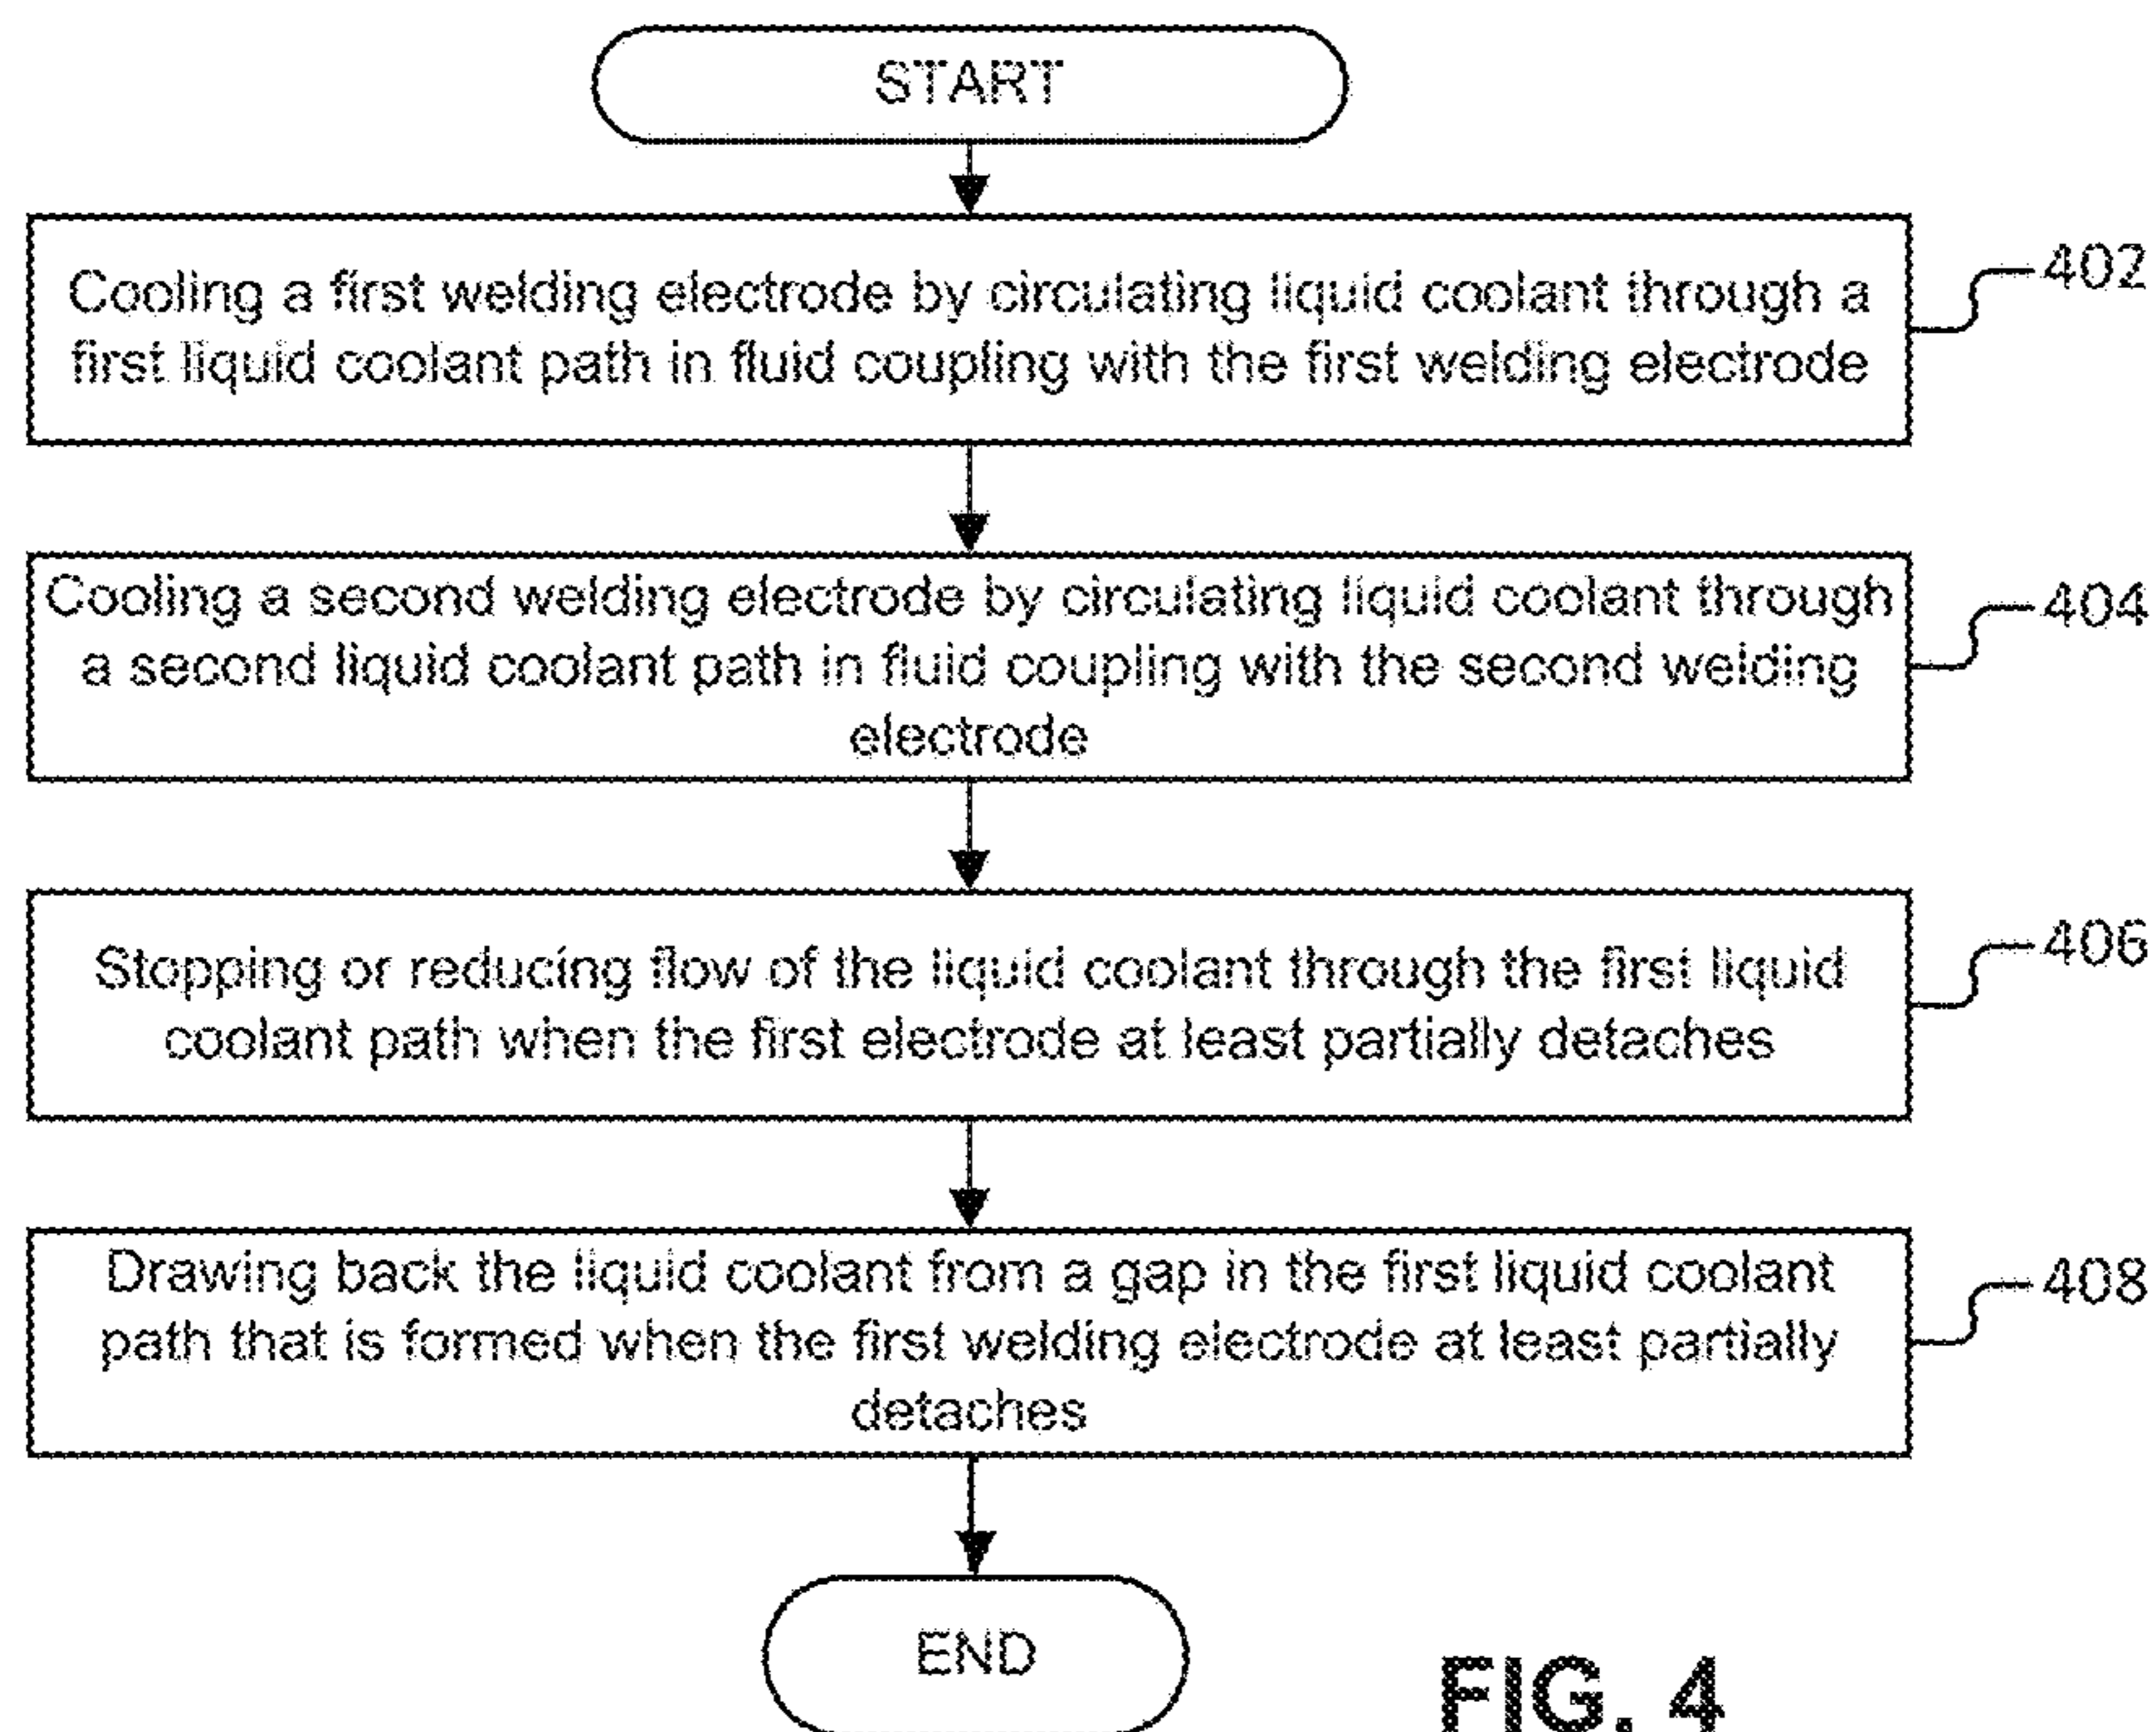 START
Cooling a first welding electrode by circulating liquid coolant through a
first liquid coolant path in fluid coupling with the first welding electrode
402
Cooling a second welding electrode by circulating liquid coolant through
a second liquid coolant path in fluid coupling with the second welding
electrode
404
Stopping or reducing flow of the liquid coolant through the first liquid
coolant path when the first electrode at least partially detaches
406
Drawing back the liquid coolant from a gap in the first liquid coolant
path that is formed when the first welding electrode at least partially
detaches
408
END
FIG. 4